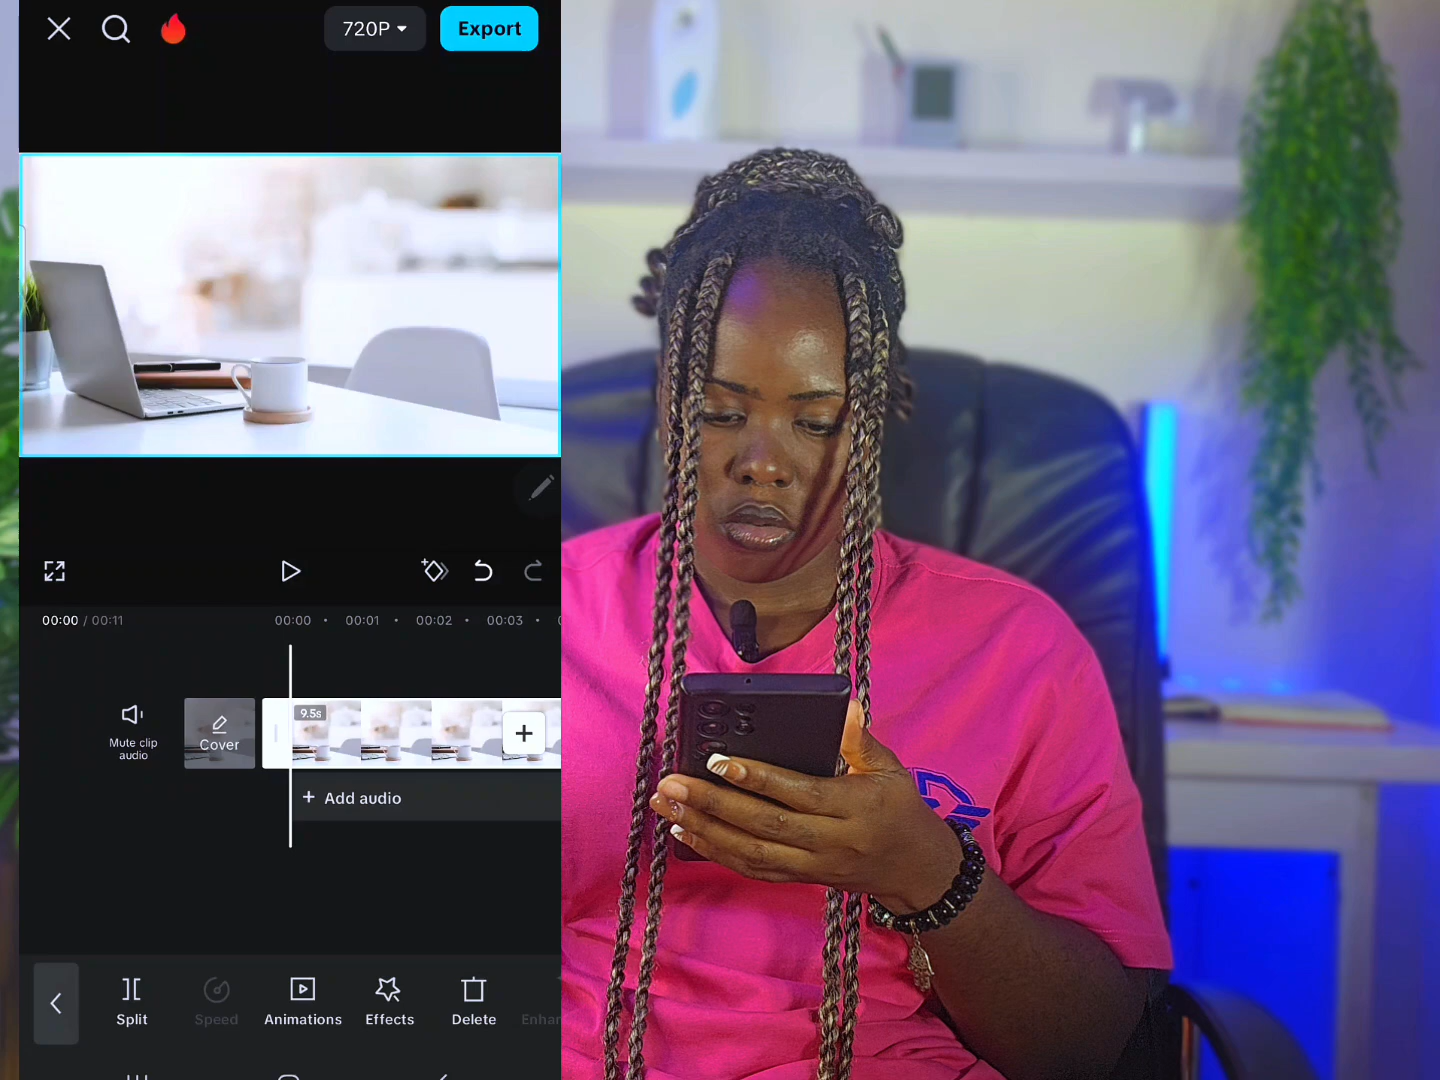 720P
Export
00:00 / 00:11
00:00 • 00:01 • 00:02 • 00:03 •
9.5s
Mute clip
audio
Cover
+ Add audio
Split
Speed
Animations
Effects
Delete
Enhan